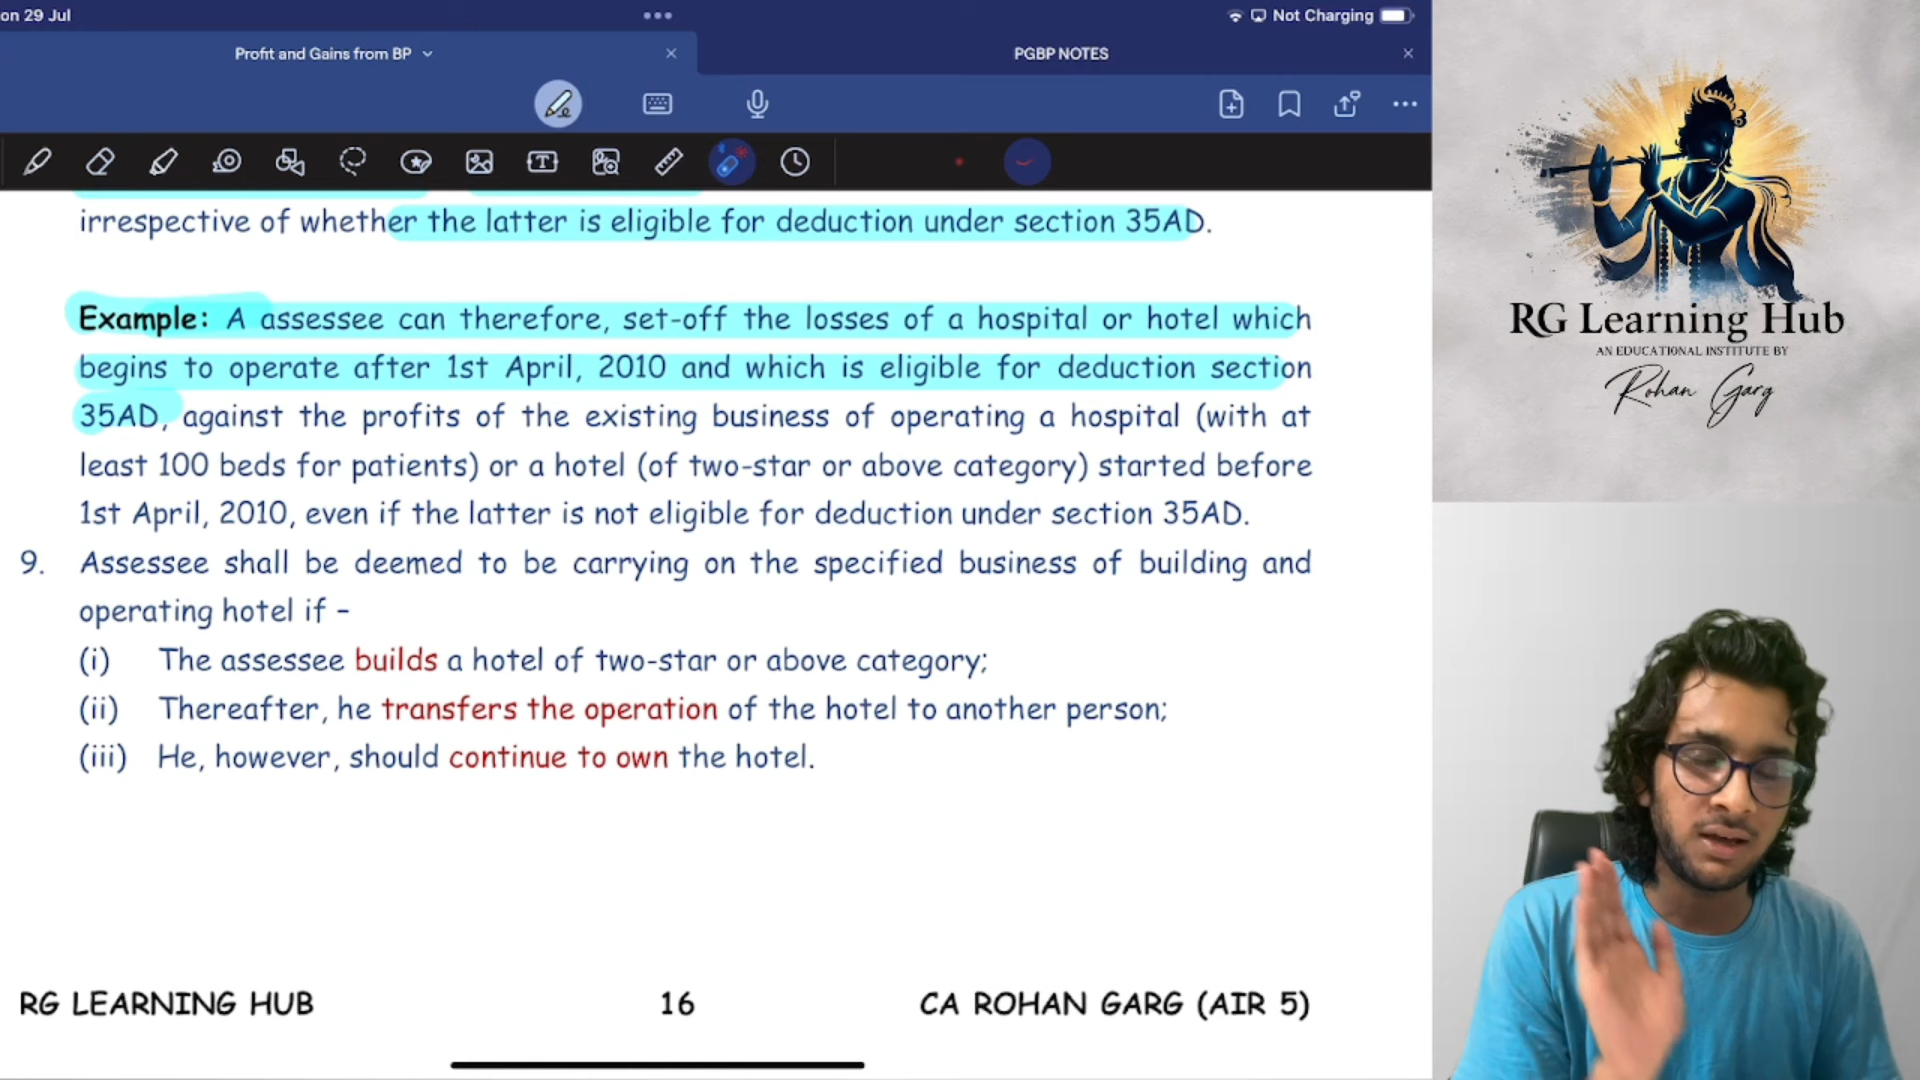 on 29 Jul
Not Charging
Profit and Gains from BP
PGBP NOTES
irrespective of whether the latter is eligible for deduction under section 35AD.
Example: A assessee can therefore, set-off the losses of a hospital or hotel which
begins to operate after 1st April, 2010 and which is eligible for deduction section
35AD, against the profits of the existing business of operating a hospital (with at
least 100 beds for patients) or a hotel (of two-star or above category) started before
1st April, 2010, even if the latter is not eligible for deduction under section 35AD.
9. Assessee shall be deemed to be carrying on the specified business of building and
operating hotel if –
(i) The assessee builds a hotel of two-star or above category;
(ii) Thereafter, he transfers the operation of the hotel to another person;
(iii) He, however, should continue to own the hotel.
RG LEARNING HUB 16 CA ROHAN GARG (AIR 5)
RG Learning Hub
AN EDUCATIONAL INSTITUTE BY
Rohan Garg